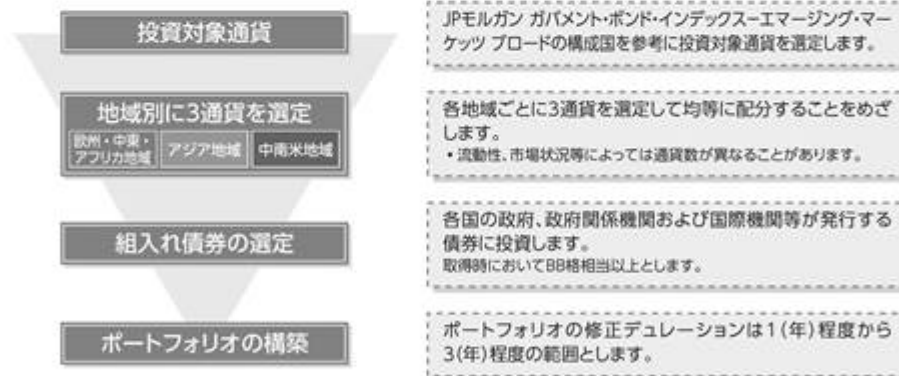 投資対象通貨
JPモルガン ガバメント・ボンド・インデックス-エマージング・マー
ケッツ ブロードの構成国を参考に投資対象通貨を選定します。
地域別に3通貨を選定
欧州・中東・
アフリカ地域
アジア地域
中南米地域
各地域ごとに3通貨を選定して均等に配分することをめざ
します。
・流動性、市場状況等によっては通貨数が異なることがあります。
組入れ債券の選定
各国の政府、政府関係機関および国際機関等が発行する
債券に投資します。
取得時においてBB格相当以上とします。
ポートフォリオの構築
ポートフォリオの修正デュレーションは1(年)程度から
3(年)程度の範囲とします。